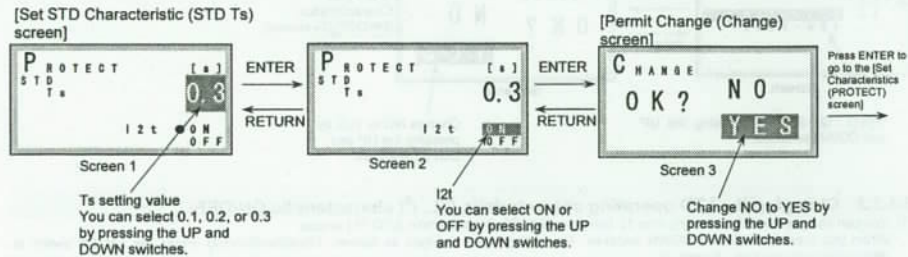 [Set STD Characteristic (STD Ts)
screen]
PROTECT
STD
Ts
[s]
0.3
I2t ●ON
OFF
Screen 1
Ts setting value
You can select 0.1, 0.2, or 0.3
by pressing the UP and
DOWN switches.
ENTER
RETURN
PROTECT
STD
Ts
[s]
0.3
I2t
ON
OFF
Screen 2
I2t
You can select ON or
OFF by pressing the UP
and DOWN switches.
ENTER
RETURN
[Permit Change (Change)
screen]
CHANGE
OK?
NO
YES
Screen 3
Change NO to YES by
pressing the UP and
DOWN switches.
Press ENTER to
go to the [Set
Characteristics
(PROTECT)
screen]